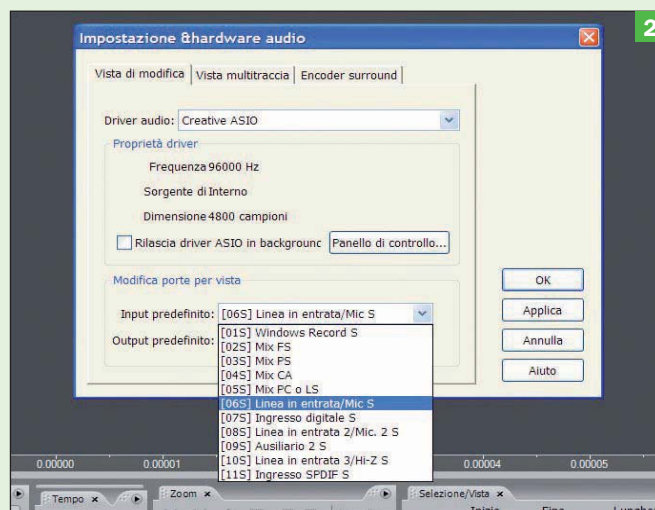 2
Impostazione &hardware audio
Vista di modifica Vista multitraccia Encoder surround
Driver audio: Creative ASIO
Proprietà driver
Frequenza 96000 Hz
Sorgente di Interno
Dimensione 4800 campioni
Rilascia driver ASIO in backgrounc Panello di controllo...
Modifica porte per vista
Input predefinito: [06S] Linea in entrata/Mic S
Output predefinito:
[01S] Windows Record S
[02S] Mix FS
[03S] Mix PS
[04S] Mix CA
[05S] Mix PC o LS
[06S] Linea in entrata/Mic S
[07S] Ingresso digitale S
[08S] Linea in entrata 2/Mic. 2 S
[09S] Ausiliario 2 S
[10S] Linea in entrata 3/Hi-Z S
[11S] Ingresso SPDIF S
OK
Applica
Annulla
Aiuto
0.00000 0.00001 0.00004 0.00005
Tempo Zoom Selezione/Vista
Inizio Fine